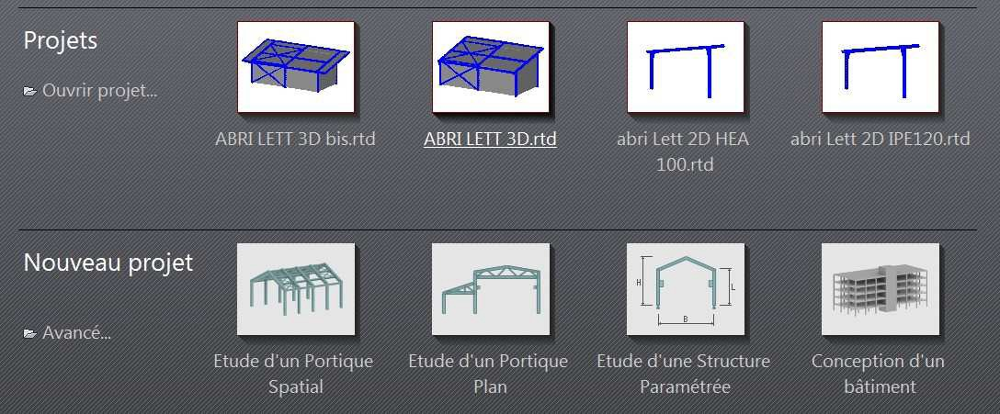 Projets
Ouvrir projet...
ABRI LETT 3D bis.rtd
ABRI LETT 3D.rtd
abri Lett 2D HEA
100.rtd
abri Lett 2D IPE120.rtd
Nouveau projet
Avancé...
H
L
B
Etude d'un Portique
Spatial
Etude d'un Portique
Plan
Etude d'une Structure
Paramétrée
Conception d'un
bâtiment